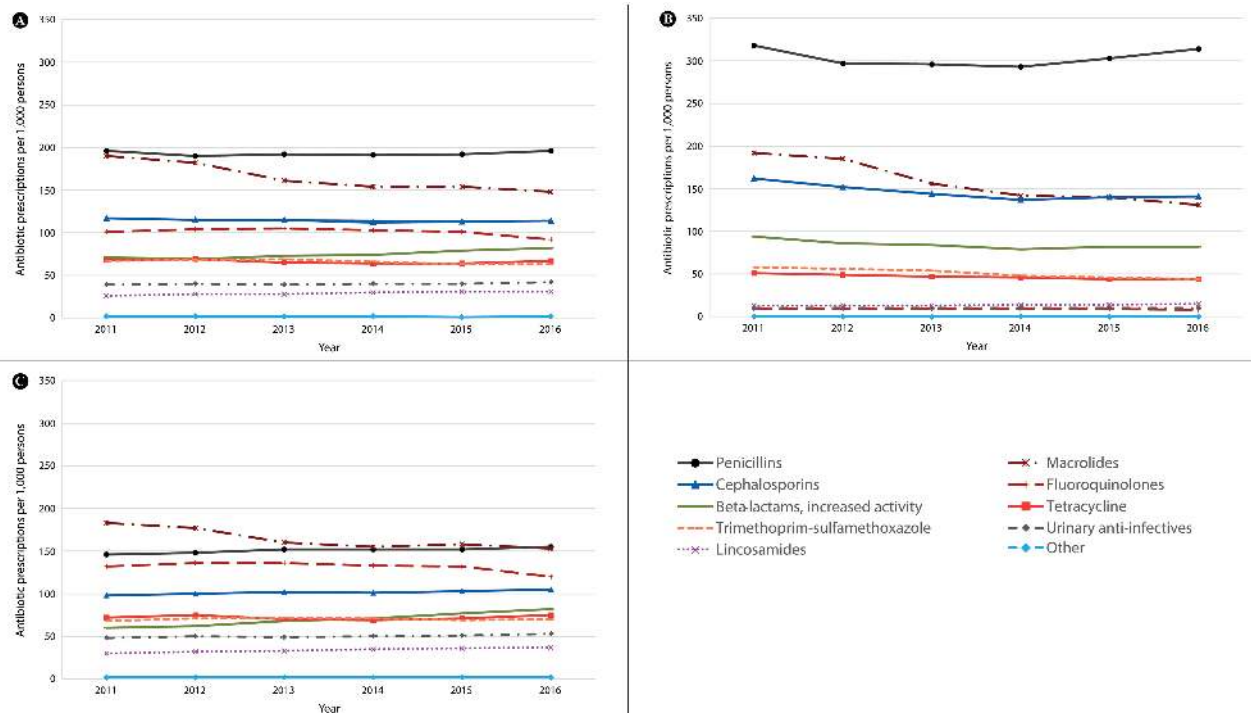 A
Antibiotic prescriptions per 1,000 persons
350
300
250
200
150
100
50
0
2011 2012 2013 2014 2015 2016
Year
B
Antibiotic prescriptions per 1,000 persons
350
300
250
200
150
100
50
0
2011 2012 2013 2014 2015 2016
Year
C
Antibiotic prescriptions per 1,000 persons
350
300
250
200
150
100
50
0
2011 2012 2013 2014 2015 2016
Year
Penicillins
Macrolides
Cephalosporins
Fluoroquinolones
Beta-lactams, increased activity
Tetracycline
Trimethoprim-sulfamethoxazole
Urinary anti-infectives
Lincosamides
Other